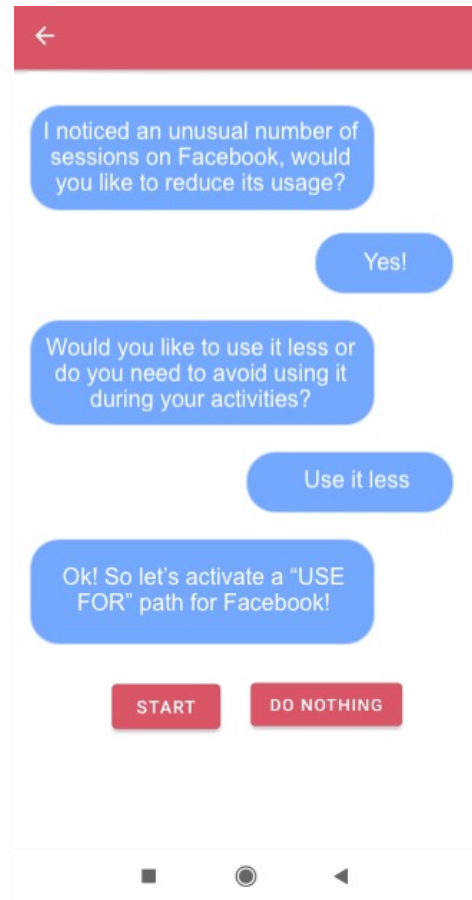 I noticed an unusual number of
sessions on Facebook, would
you like to reduce its usage?
Yes!
Would you like to use it less or
do you need to avoid using it
during your activities?
Use it less
Ok! So let’s activate a “USE
FOR” path for Facebook!
START
DO NOTHING